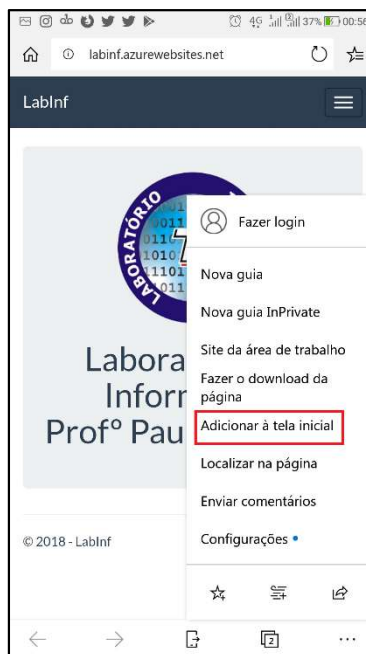 4G 37% 00:56
labinf.azurewebsites.net
LabInf
LABORATÓRIO
Fazer login
Nova guia
Nova guia InPrivate
Site da área de trabalho
Fazer o download da
página
Adicionar à tela inicial
Localizar na página
Enviar comentários
Configurações
Labora
Infor
Profº Pau
© 2018 - LabInf
2